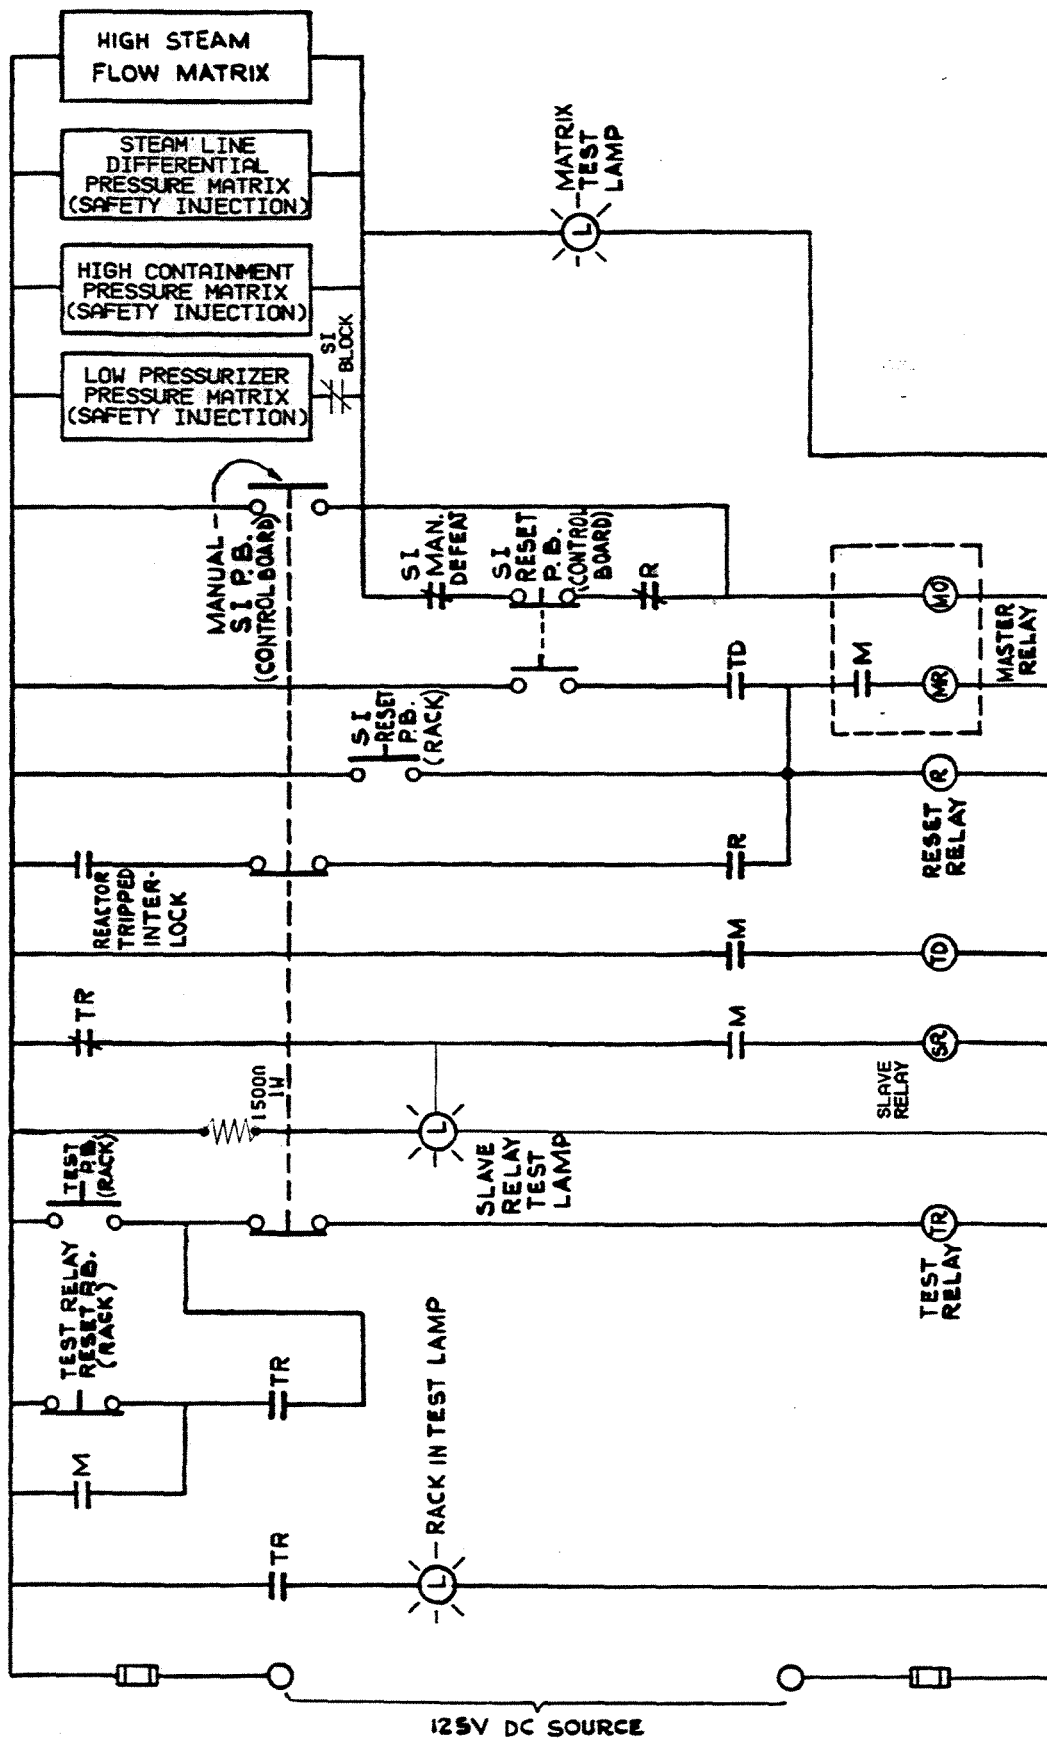 HIGH STEAM
FLOW MATRIX
STEAM LINE
DIFFERENTIAL
PRESSURE MATRIX
(SAFETY INJECTION)
HIGH CONTAINMENT
PRESSURE MATRIX
(SAFETY INJECTION)
LOW PRESSURIZER
PRESSURE MATRIX
(SAFETY INJECTION)
SI
BLOCK
L
MATRIX
TEST
LAMP
MANUAL
SI P.B.
(CONTROL BOARD)
SI
MAN.
DEFEAT
SI
RESET
P.B.
(CONTROL
BOARD)
R
MO
MASTER
RELAY
TD
M
MR
SI
RESET
P.B.
(RACK)
R
RESET
RELAY
REACTOR
TRIPPED
INTER-
LOCK
R
M
TD
TR
M
SR
SLAVE
RELAY
1500Ω
1W
L
SLAVE
RELAY
TEST
LAMP
TEST
P.B.
(RACK)
TR
TEST
RELAY
TEST RELAY
RESET P.B.
(RACK)
TR
M
TR
L
RACK IN TEST LAMP
125V DC SOURCE